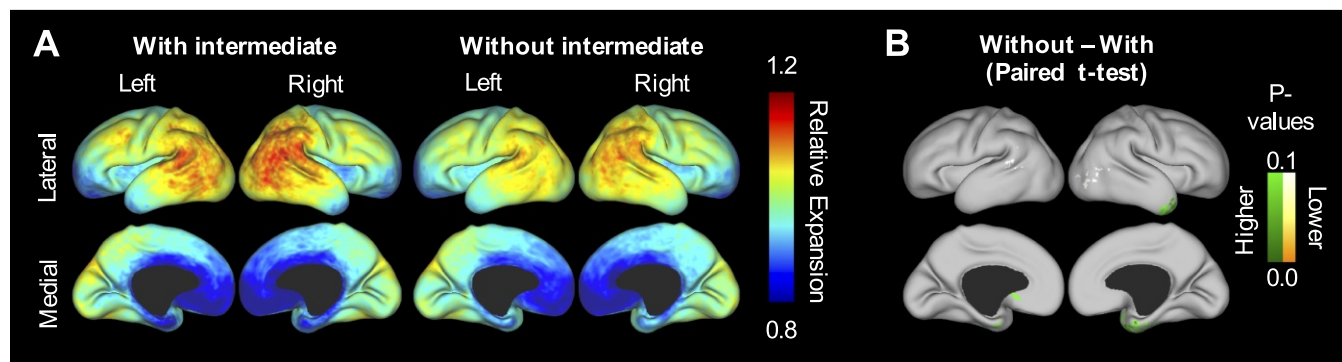 A
With intermediate
Without intermediate
Left
Right
Left
Right
Lateral
Medial
1.2
Relative Expansion
0.8
B
Without – With
(Paired t-test)
P-
values
0.1
Higher
Lower
0.0